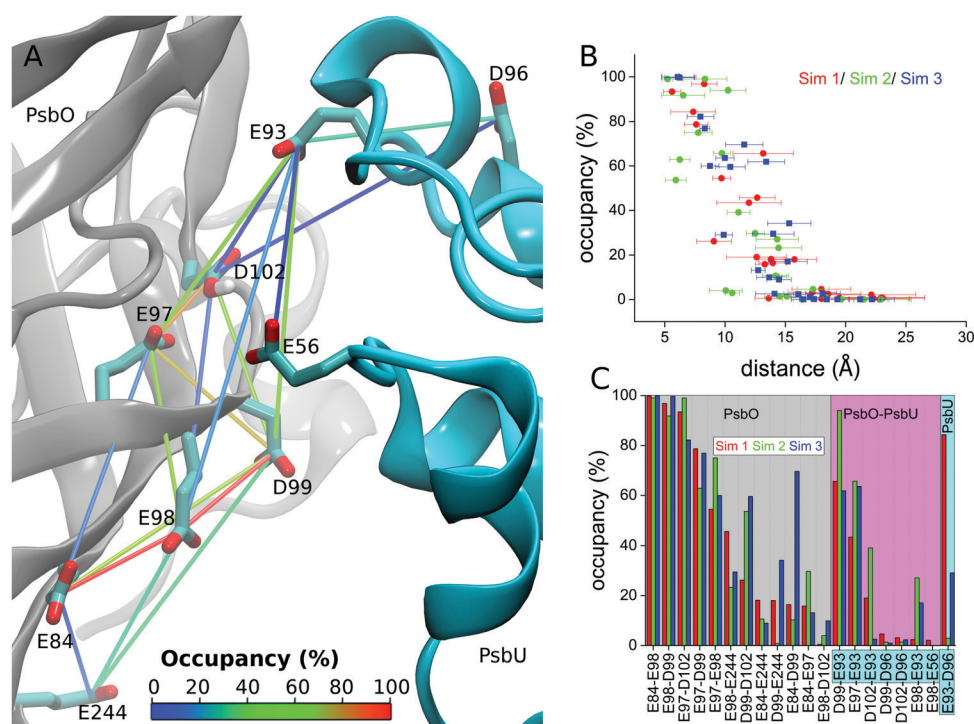 A
PsbO
D96
E93
D102
E97
E56
D99
E98
E84
E244
PsbU
Occupancy (%)
0 20 40 60 80 100
B
Sim 1/ Sim 2/ Sim 3
occupancy (%)
100
80
60
40
20
0
5 10 15 20 25 30
distance (Å)
C
PsbO
PsbO-PsbU
PsbU
Sim 1 Sim 2 Sim 3
occupancy (%)
100
80
60
40
20
0
E84-E98
E98-D99
E97-D102
E97-D99
E97-E98
E98-E244
D99-D102
E84-E244
D99-E244
E84-D99
E84-E97
E98-D102
D99-E93
E97-E93
D102-E93
D99-D96
D102-D96
E98-E93
E98-E56
E93-D96